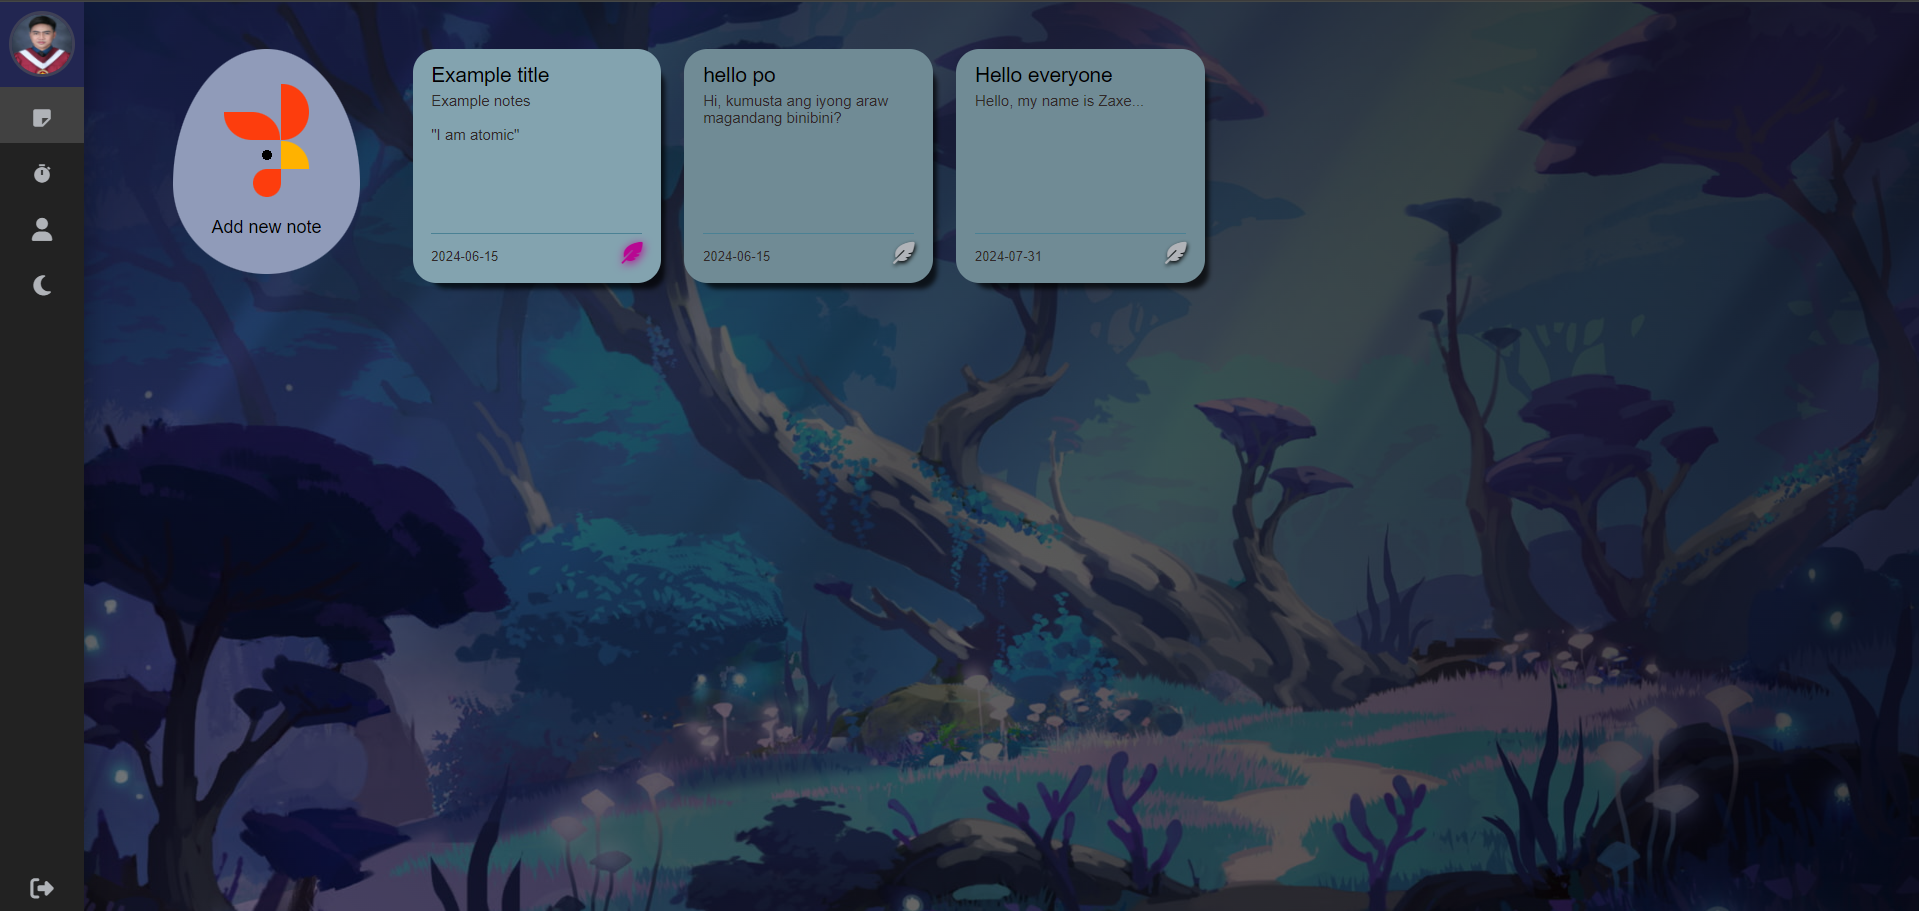 Add new note
Example title
Example notes
"I am atomic"
2024-06-15
hello po
Hi, kumusta ang iyong araw
magandang binibini?
2024-06-15
Hello everyone
Hello, my name is Zaxe...
2024-07-31